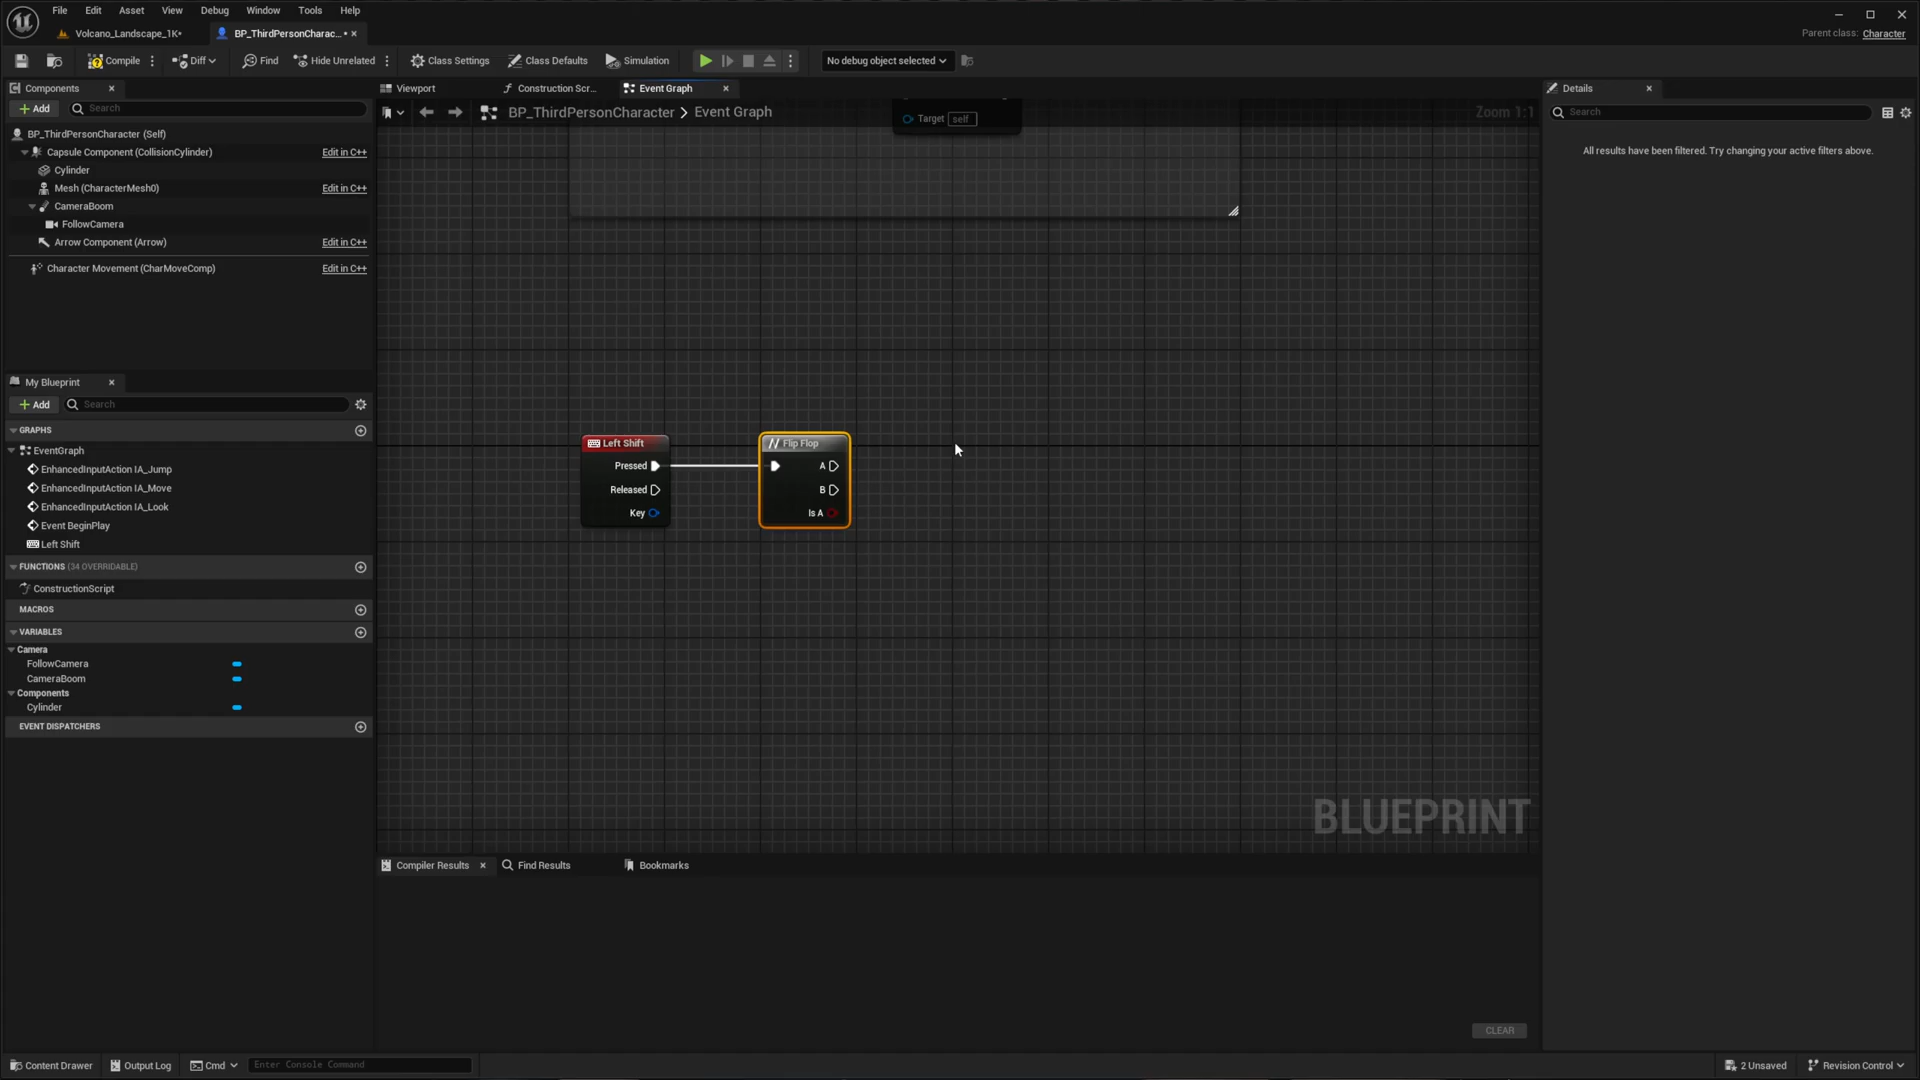 File Edit Asset View Debug Window Tools Help
Volcano_Landscape_1K•
BP_ThirdPersonCharac... •
Parent class: Character
Compile
Diff
Find
Hide Unrelated
Class Settings
Class Defaults
Simulation
No debug object selected
Components
Add
Search
BP_ThirdPersonCharacter (Self)
Capsule Component (CollisionCylinder) Edit in C++
Cylinder
Mesh (CharacterMesh0) Edit in C++
CameraBoom
FollowCamera
Arrow Component (Arrow) Edit in C++
Character Movement (CharMoveComp) Edit in C++
My Blueprint
Add
Search
GRAPHS
EventGraph
EnhancedInputAction IA_Jump
EnhancedInputAction IA_Move
EnhancedInputAction IA_Look
Event BeginPlay
Left Shift
FUNCTIONS (34 OVERRIDABLE)
ConstructionScript
MACROS
VARIABLES
Camera
FollowCamera
CameraBoom
Components
Cylinder
EVENT DISPATCHERS
Viewport
Construction Scr...
Event Graph
BP_ThirdPersonCharacter > Event Graph
Zoom 1:1
Target self
Left Shift
Pressed
Released
Key
Flip Flop
A
B
Is A
BLUEPRINT
Compiler Results
Find Results
Bookmarks
CLEAR
Details
Search
All results have been filtered. Try changing your active filters above.
Content Drawer
Output Log
Cmd
Enter Console Command
2 Unsaved
Revision Control